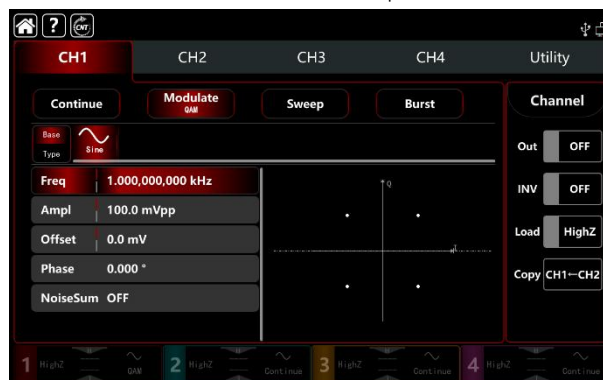 ? CNT
CH1 CH2 CH3 CH4 Utility
Continue Modulate Sweep Burst Channel
QAM
Base
Type Sine
Out OFF
Freq 1.000,000,000 kHz
INV OFF
Ampl 100.0 mVpp
Load HighZ
Offset 0.0 mV
Phase 0.000 °
Copy CH1←CH2
NoiseSum OFF
Q
I
1 HighZ QAM 2 HighZ Continue 3 HighZ Continue 4 HighZ Continue